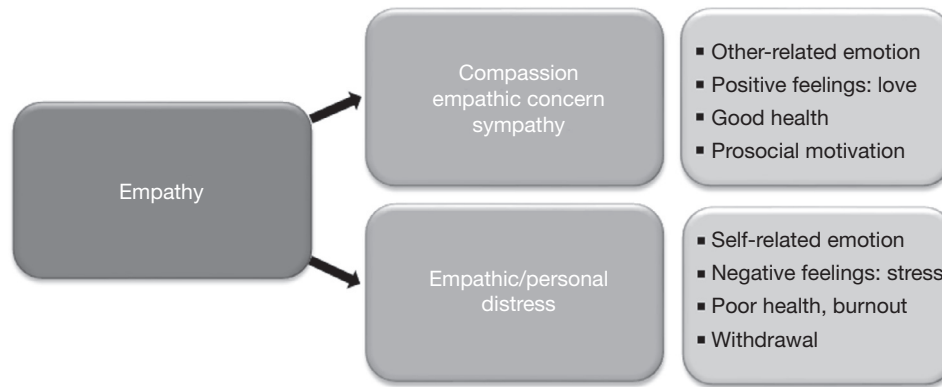 Empathy
Compassion
empathic concern
sympathy
▪ Other-related emotion
▪ Positive feelings: love
▪ Good health
▪ Prosocial motivation
Empathic/personal
distress
▪ Self-related emotion
▪ Negative feelings: stress
▪ Poor health, burnout
▪ Withdrawal